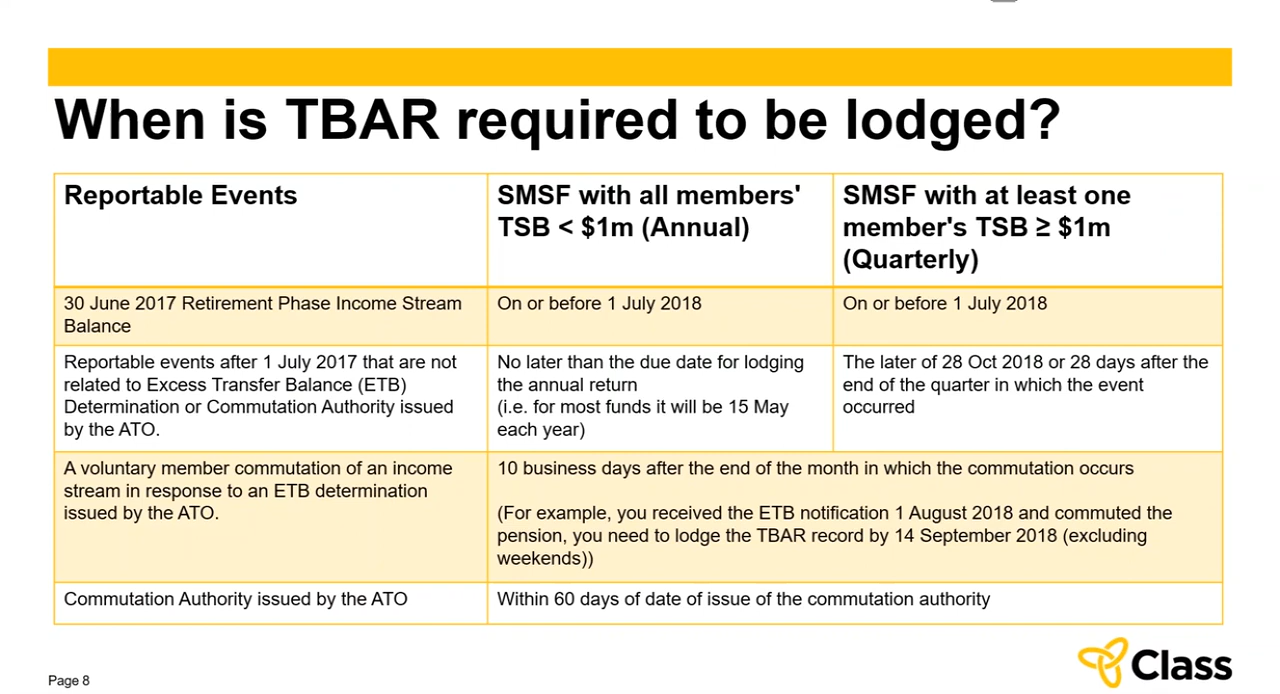 When is TBAR required to be lodged?
Reportable Events
SMSF with all members'
TSB < $1m (Annual)
SMSF with at least one
member's TSB ≥ $1m
(Quarterly)
30 June 2017 Retirement Phase Income Stream
Balance
On or before 1 July 2018
On or before 1 July 2018
Reportable events after 1 July 2017 that are not
related to Excess Transfer Balance (ETB)
Determination or Commutation Authority issued
by the ATO.
No later than the due date for lodging
the annual return
(i.e. for most funds it will be 15 May
each year)
The later of 28 Oct 2018 or 28 days after the
end of the quarter in which the event
occurred
A voluntary member commutation of an income
stream in response to an ETB determination
issued by the ATO.
10 business days after the end of the month in which the commutation occurs
(For example, you received the ETB notification 1 August 2018 and commuted the
pension, you need to lodge the TBAR record by 14 September 2018 (excluding
weekends))
Commutation Authority issued by the ATO
Within 60 days of date of issue of the commutation authority
Page 8
Class